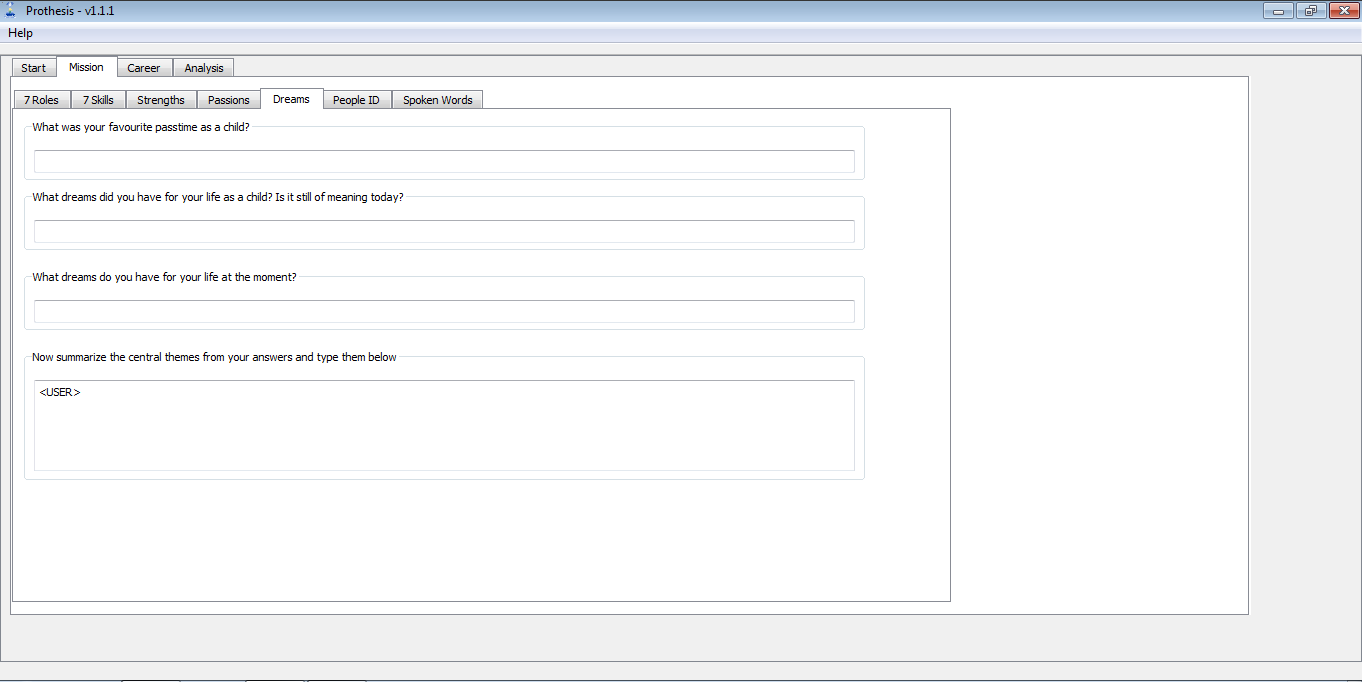 Prothesis - v1.1.1
Help
Start Mission Career Analysis
7 Roles 7 Skills Strengths Passions Dreams People ID Spoken Words
What was your favourite passtime as a child?
What dreams did you have for your life as a child? Is it still of meaning today?
What dreams do you have for your life at the moment?
Now summarize the central themes from your answers and type them below
<USER>